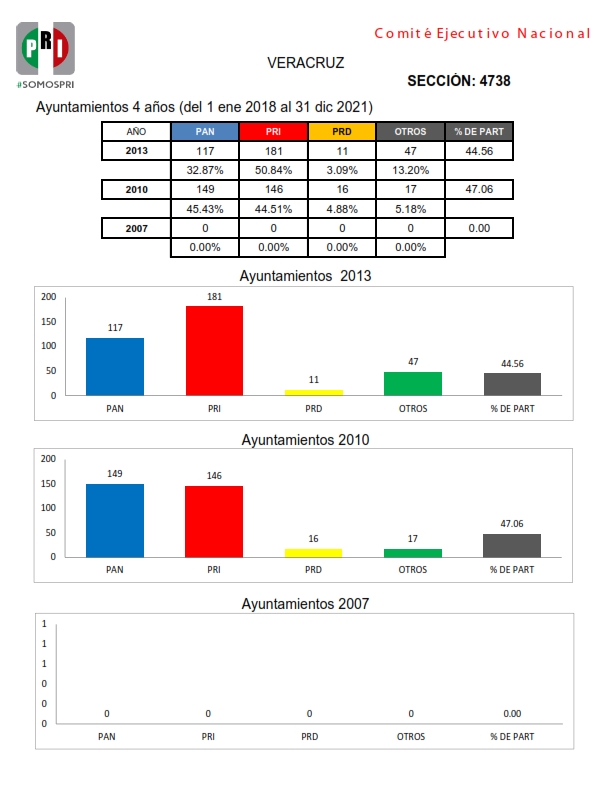 Comité Ejecutivo Nacional
PRI
#SOMOSPRI
VERACRUZ
SECCIÓN: 4738
Ayuntamientos 4 años (del 1 ene 2018 al 31 dic 2021)
AÑO PAN PRI PRD OTROS % DE PART
2013 117 181 11 47 44.56
32.87% 50.84% 3.09% 13.20%
2010 149 146 16 17 47.06
45.43% 44.51% 4.88% 5.18%
2007 0 0 0 0 0.00
0.00% 0.00% 0.00% 0.00%
Ayuntamientos 2013
200
150
100
50
0
117 181 11 47 44.56
PAN PRI PRD OTROS % DE PART
Ayuntamientos 2010
200
150
100
50
0
149 146 16 17 47.06
PAN PRI PRD OTROS % DE PART
Ayuntamientos 2007
1
1
1
0
0
0
0 0 0 0 0.00
PAN PRI PRD OTROS % DE PART